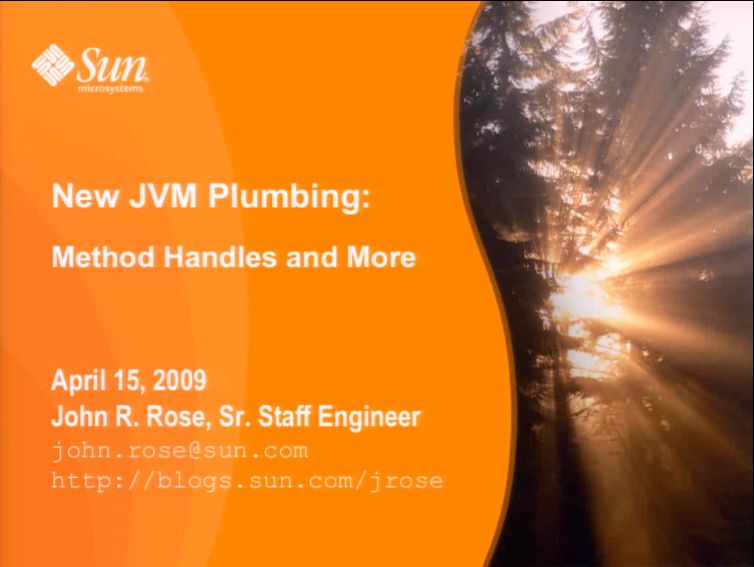 Sun
microsystems
New JVM Plumbing:
Method Handles and More
April 15, 2009
John R. Rose, Sr. Staff Engineer
john.rose@sun.com
http://blogs.sun.com/jrose